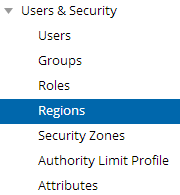 Users & Security
Users
Groups
Roles
Regions
Security Zones
Authority Limit Profile
Attributes